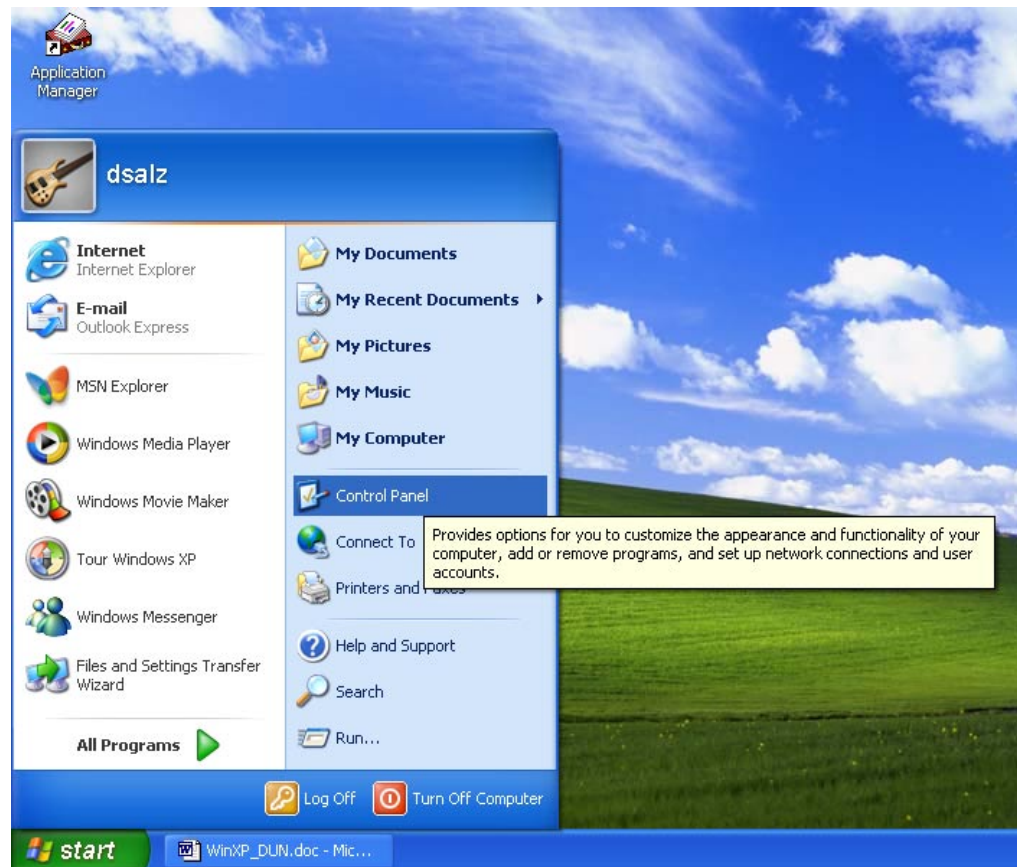 Application
Manager
dsalz
Internet
Internet Explorer
E-mail
Outlook Express
MSN Explorer
Windows Media Player
Windows Movie Maker
Tour Windows XP
Windows Messenger
Files and Settings Transfer
Wizard
All Programs
My Documents
My Recent Documents
My Pictures
My Music
My Computer
Control Panel
Connect To
Provides options for you to customize the appearance and functionality of your
computer, add or remove programs, and set up network connections and user
accounts.
Printers and Faxes
Help and Support
Search
Run...
Log Off
Turn Off Computer
start
WinXP_DUN.doc - Mic...